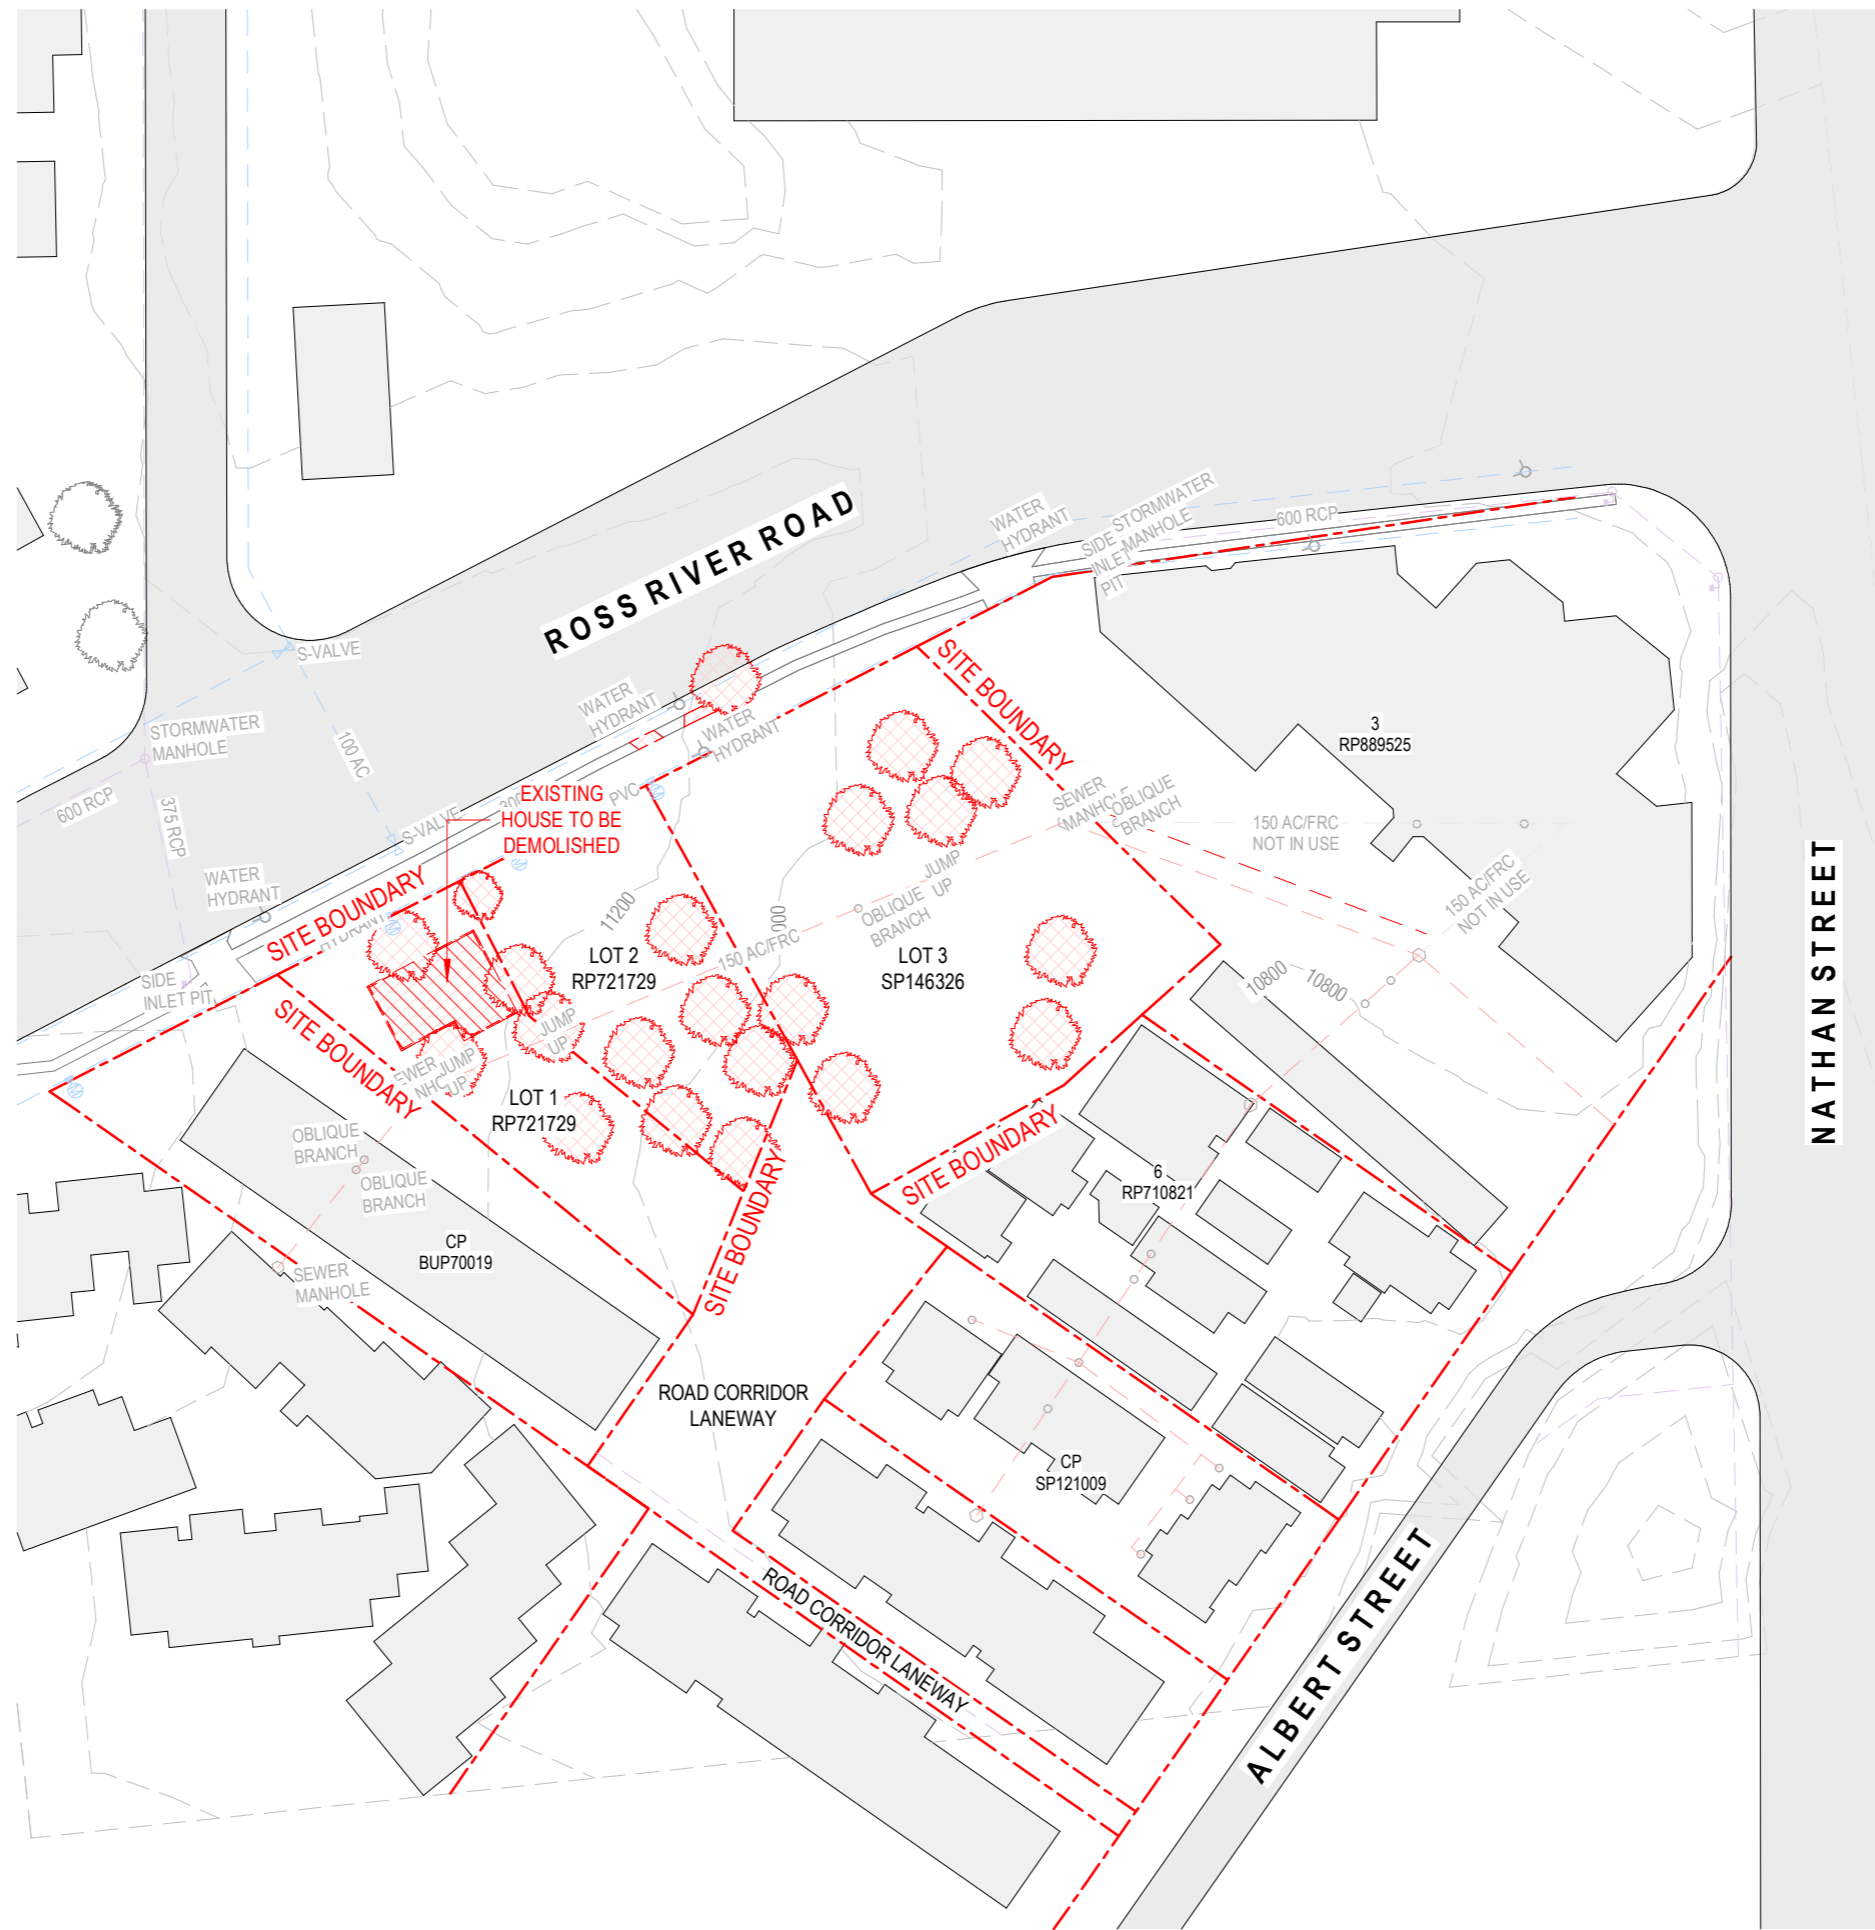 ROSS RIVER ROAD
WATER
HYDRANT
SIDE
INLET
PIT
STORMWATER
MANHOLE
600 RCP
S-VALVE
STORMWATER
MANHOLE
100 AC
600 RCP
375 RCP
WATER
HYDRANT
WATER
HYDRANT
SITE BOUNDARY
3
RP889525
PVC
EXISTING
HOUSE TO BE
DEMOLISHED
S-VALVE
SEWER
MANHOLE
OBLIQUE
BRANCH
150 AC/FRC
NOT IN USE
150 AC/FRC
NOT IN USE
WATER
HYDRANT
SITE BOUNDARY
HYDRANT
11200
JUMP
UP
OBLIQUE
BRANCH
LOT 2
RP721729
150 AC/FRC
LOT 3
SP146326
10800
10800
SIDE
INLET PIT
SITE BOUNDARY
JUMP
UP
JUMP
UP
LOT 1
RP721729
NATHAN STREET
OBLIQUE
BRANCH
OBLIQUE
BRANCH
SITE BOUNDARY
SITE BOUNDARY
6
RP710821
CP
BUP70019
SEWER
MANHOLE
ROAD CORRIDOR
LANEWAY
CP
SP121009
ROAD CORRIDOR LANEWAY
ALBERT STREET